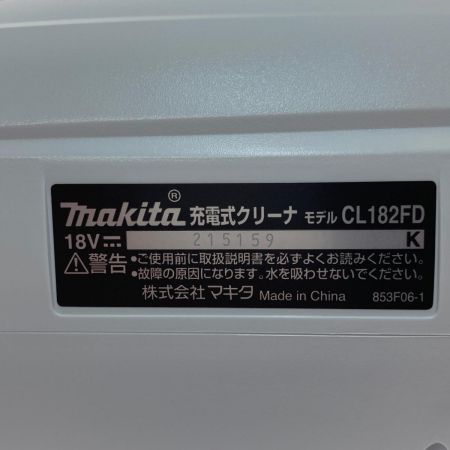 makita® 充電式クリーナ モデル CL182FD
18V⎓ 215159 K
⚠警告 •ご使用前に取扱説明書を必ずよくお読みください。
•故障の原因になります。水を吸わせないでください。
株式会社マキタ Made in China 853F06-1